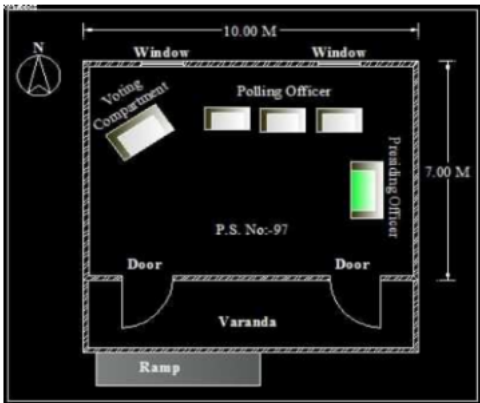 10.00 M
N
Window
Window
Voting
Compartment
Polling Officer
Presiding Officer
7.00 M
P.S. No:-97
Door
Door
Varanda
Ramp